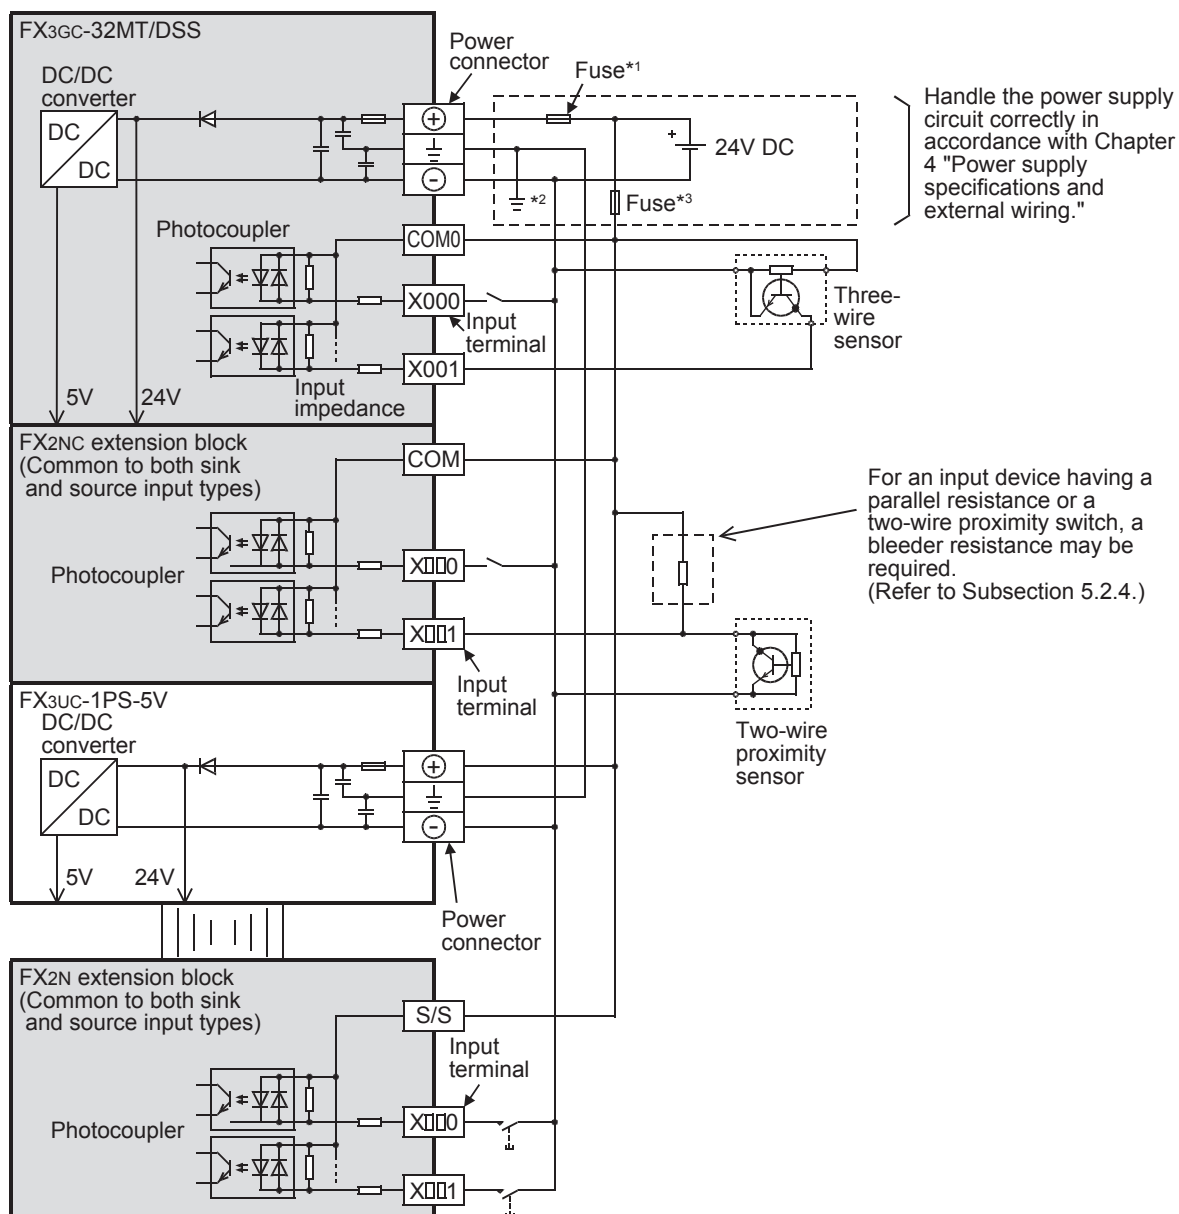 FX3GC-32MT/DSS
Power
connector
Fuse*1
DC/DC
converter
DC
DC
24V DC
*2
Fuse*3
Handle the power supply
circuit correctly in
accordance with Chapter
4 "Power supply
specifications and
external wiring."
Photocoupler
COM0
X000
Input
terminal
X001
Three-
wire
sensor
5V
24V
Input
impedance
FX2NC extension block
(Common to both sink
and source input types)
COM
For an input device having a
parallel resistance or a
two-wire proximity switch, a
bleeder resistance may be
required.
(Refer to Subsection 5.2.4.)
Photocoupler
X□□0
X□□1
Input
terminal
Two-wire
proximity
sensor
FX3UC-1PS-5V
DC/DC
converter
DC
DC
5V
24V
Power
connector
FX2N extension block
(Common to both sink
and source input types)
S/S
Input
terminal
Photocoupler
X□□0
X□□1